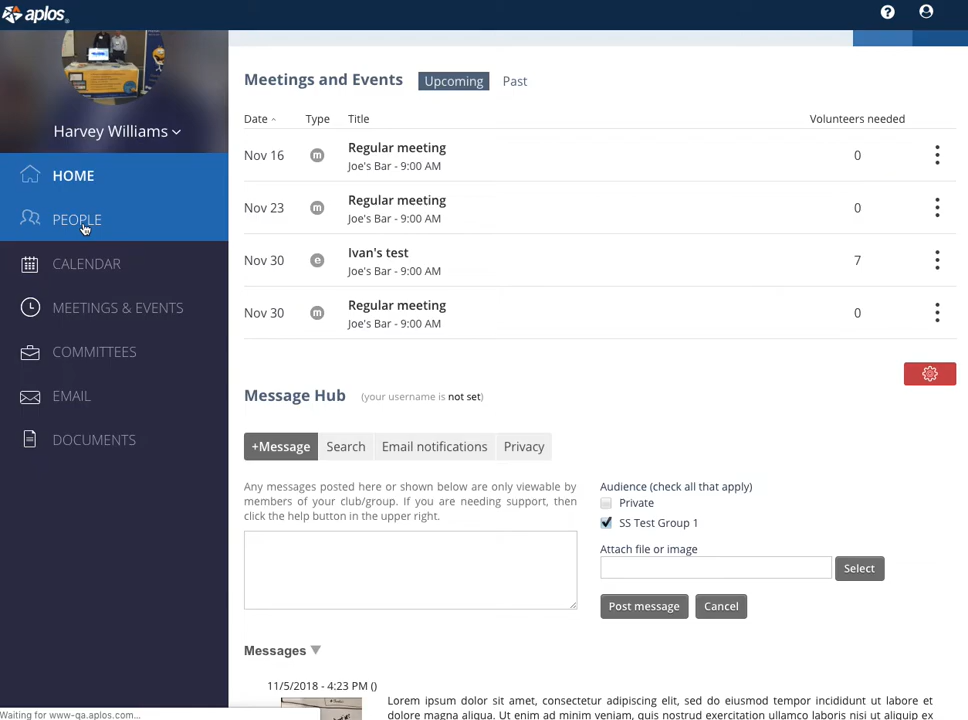 aplos
Harvey Williams
HOME
PEOPLE
CALENDAR
MEETINGS & EVENTS
COMMITTEES
EMAIL
DOCUMENTS
Waiting for www-qa.aplos.com...
Meetings and Events Upcoming Past
Date Type Title Volunteers needed
Nov 16 m Regular meeting 0
Joe's Bar - 9:00 AM
Nov 23 m Regular meeting 0
Joe's Bar - 9:00 AM
Nov 30 e Ivan's test 7
Joe's Bar - 9:00 AM
Nov 30 m Regular meeting 0
Joe's Bar - 9:00 AM
Message Hub (your username is not set)
+Message Search Email notifications Privacy
Any messages posted here or shown below are only viewable by
members of your club/group. If you are needing support, then
click the help button in the upper right.
Audience (check all that apply)
Private
SS Test Group 1
Attach file or image
Select
Post message Cancel
Messages
11/5/2018 - 4:23 PM ()
Lorem ipsum dolor sit amet, consectetur adipiscing elit, sed do eiusmod tempor incididunt ut labore et
dolore magna aliqua. Ut enim ad minim veniam, quis nostrud exercitation ullamco laboris nisi ut aliquip ex